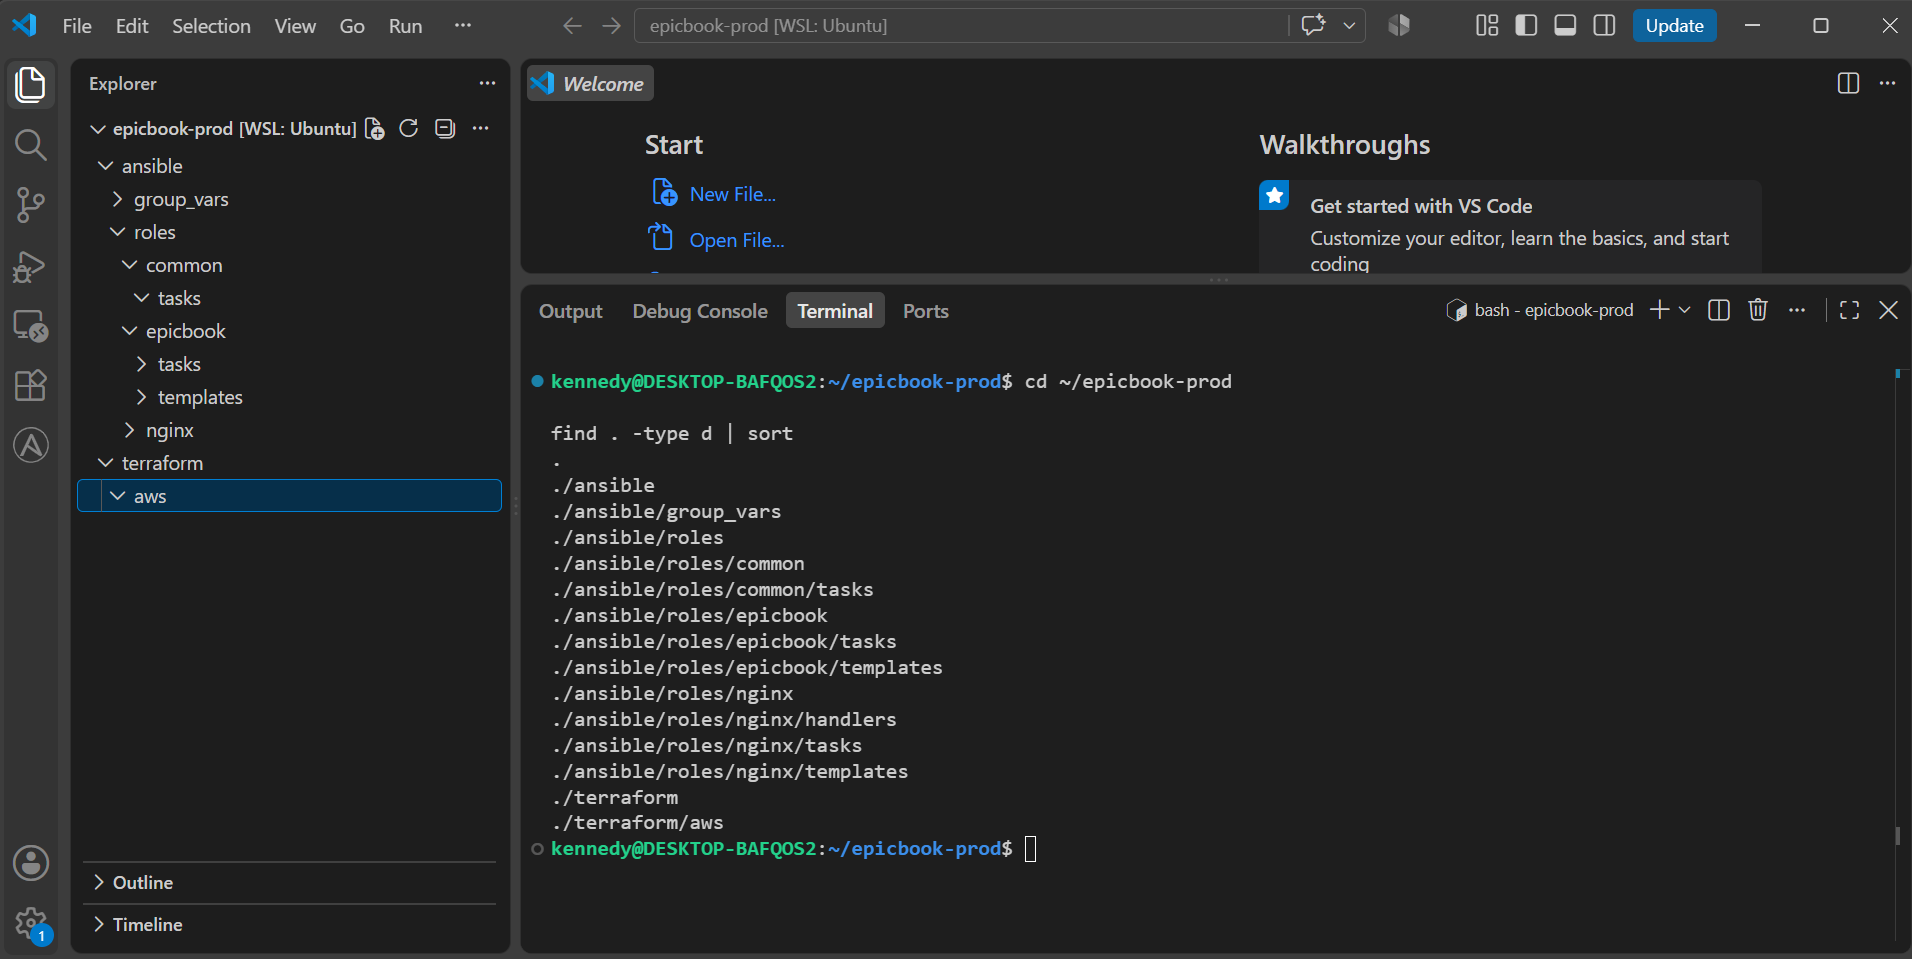 File Edit Selection View Go Run ···
epicbook-prod [WSL: Ubuntu]
Update
Explorer
epicbook-prod [WSL: Ubuntu]
ansible
group_vars
roles
common
tasks
epicbook
tasks
templates
nginx
terraform
aws
Outline
Timeline
1
Welcome
Start
New File...
Open File...
Walkthroughs
Get started with VS Code
Customize your editor, learn the basics, and start
coding
Output Debug Console Terminal Ports
bash - epicbook-prod
kennedy@DESKTOP-BAFQOS2:~/epicbook-prod$ cd ~/epicbook-prod
find . -type d | sort
.
./ansible
./ansible/group_vars
./ansible/roles
./ansible/roles/common
./ansible/roles/common/tasks
./ansible/roles/epicbook
./ansible/roles/epicbook/tasks
./ansible/roles/epicbook/templates
./ansible/roles/nginx
./ansible/roles/nginx/handlers
./ansible/roles/nginx/tasks
./ansible/roles/nginx/templates
./terraform
./terraform/aws
kennedy@DESKTOP-BAFQOS2:~/epicbook-prod$